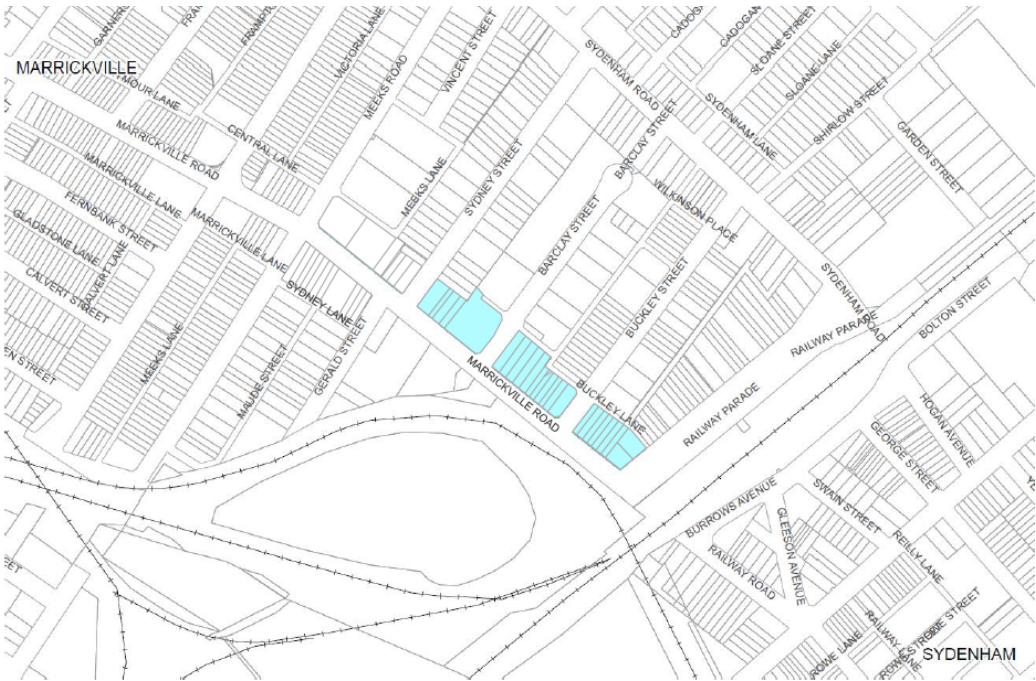 MARRICKVILLE
VICTORIA LANE
MEEKS ROAD
VINCENT STREET
SYDENHAM ROAD
SLOANE STREET
SLOANE LANE
SHIRLOW STREET
SYDENHAM LANE
GARDEN STREET
MARRICKVILLE ROAD
CENTRAL LANE
MEEKS LANE
SYDNEY STREET
BARCLAY STREET
WILKINSON PLACE
MARRICKVILLE LANE
FERNBANK STREET
GLADSTONE LANE
CALVERT LANE
CALVERT STREET
MARRICKVILLE LANE
SYDNEY LANE
BARCLAY STREET
BUCKLEY STREET
SYDENHAM ROAD
RAILWAY PARADE
BOLTON STREET
MEEKS LANE
MAUDE STREET
GERALD STREET
MARRICKVILLE ROAD
BUCKLEY LANE
RAILWAY PARADE
HOGAN AVENUE
GEORGE STREET
BURROWS AVENUE
SWAIN STREET
GLEESON AVENUE
REILLY LANE
RAILWAY ROAD
RAILWAY LANE
ROWE LANE
SYDENHAM